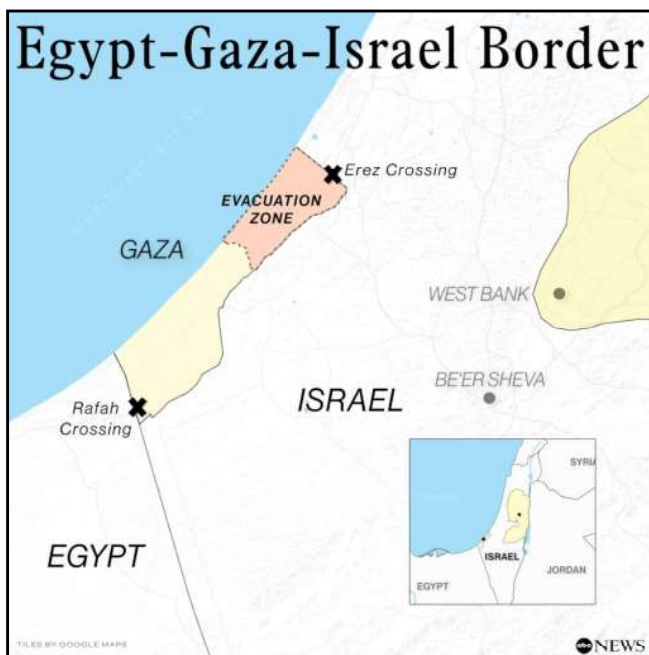 Egypt-Gaza-Israel Border
Erez Crossing
EVACUATION
ZONE
GAZA
WEST BANK
BE'ER SHEVA
ISRAEL
Rafah
Crossing
SYRIA
ISRAEL
EGYPT
JORDAN
EGYPT
TILES BY GOOGLE MAPS
abc NEWS